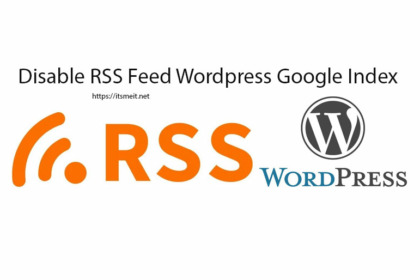 Disable RSS Feed Wordpress Google Index
https://itsmeit.net
RSS
W
WORDPRESS